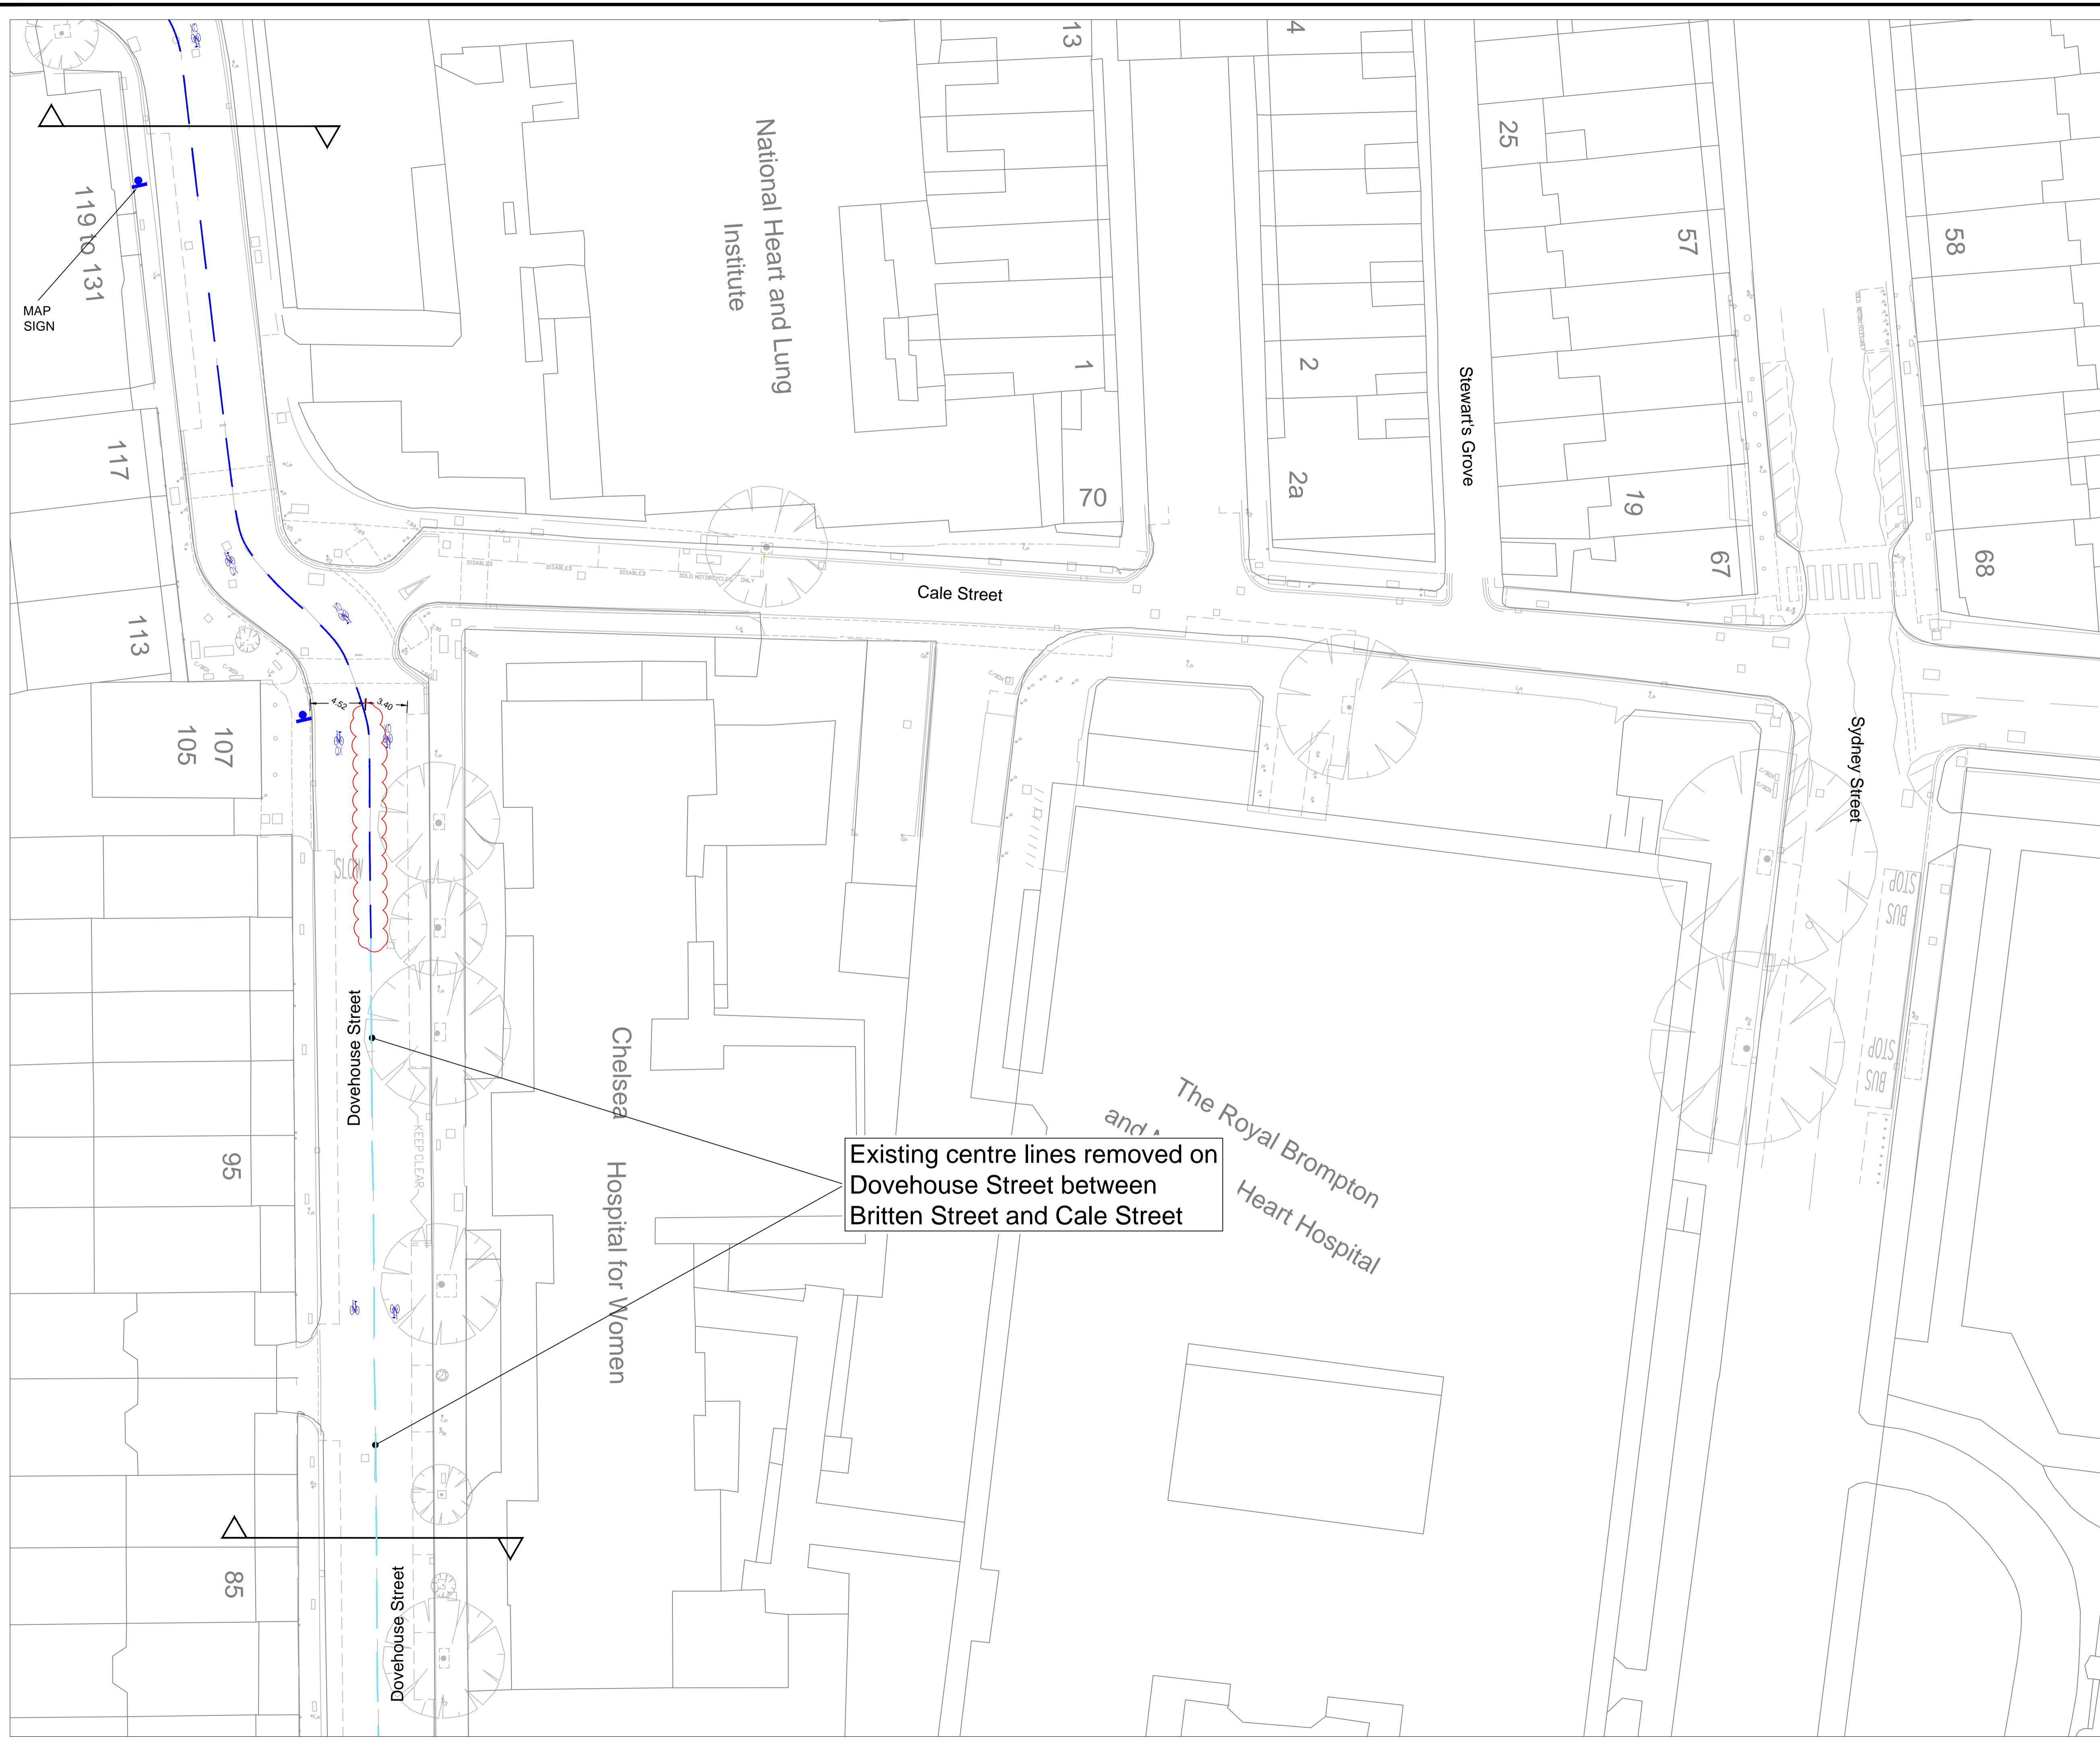 13
4
National Heart and Lung
Institute
25
57
58
119 to 131
MAP
SIGN
1
2
Stewart's Grove
117
70
2a
19
DISABLED
DISABLED
DISABLED
SOLO MOTORCYCLES ONLY
67
68
Cale Street
113
4.52
3.40
107
105
SLOW
Sydney Street
BUS
STOP
BUS
STOP
Dovehouse Street
KEEP CLEAR
Chelsea
Hospital for Women
The Royal Brompton
and
Heart Hospital
Existing centre lines removed on
Dovehouse Street between
Britten Street and Cale Street
95
85
Dovehouse Street